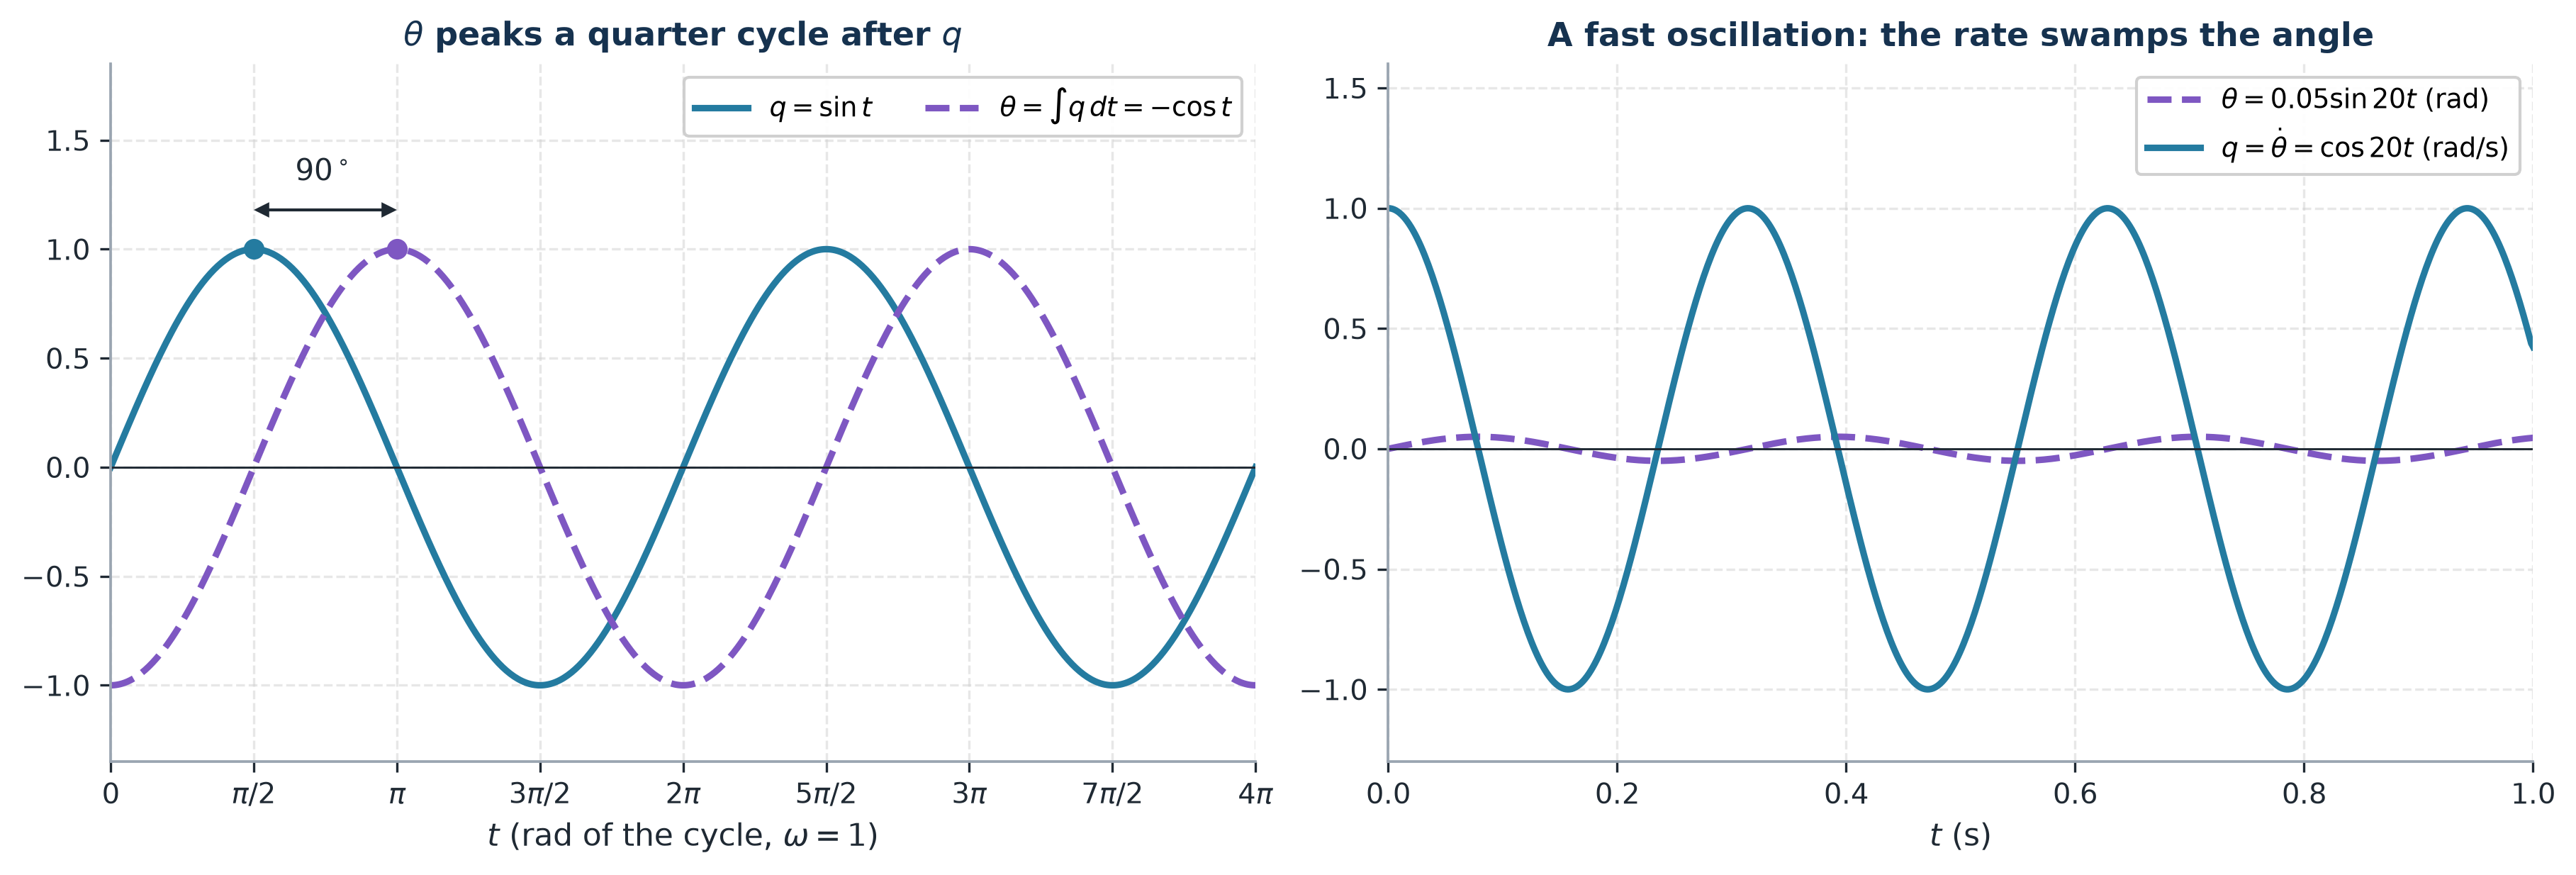 θ peaks a quarter cycle after q
q = sin t
θ = ∫q dt = −cos t
90°
1.5
1.0
0.5
0.0
−0.5
−1.0
0
π/2
π
3π/2
2π
5π/2
3π
7π/2
4π
t (rad of the cycle, ω = 1)
A fast oscillation: the rate swamps the angle
θ = 0.05sin 20t (rad)
q = θ̇ = cos 20t (rad/s)
1.5
1.0
0.5
0.0
−0.5
−1.0
0.0
0.2
0.4
0.6
0.8
1.0
t (s)